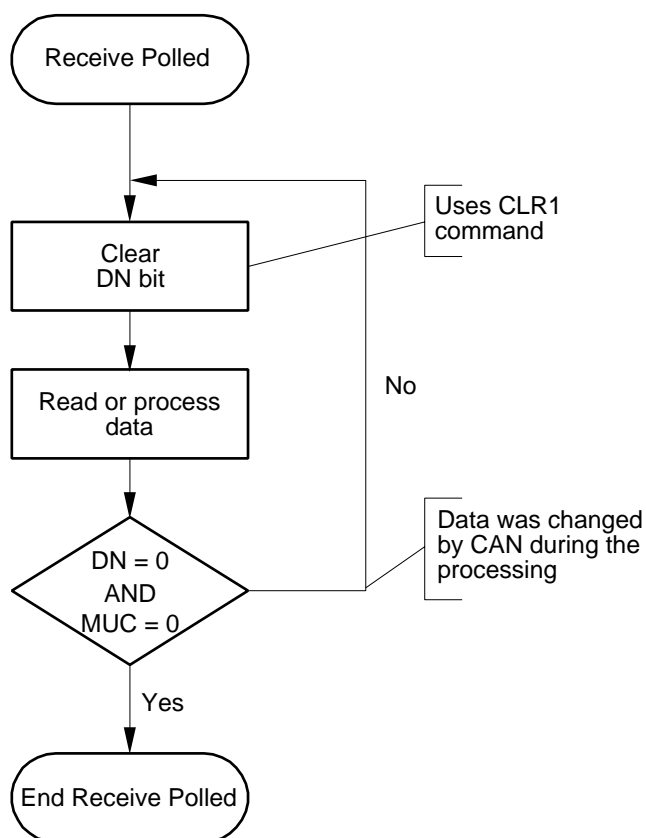 Receive Polled
Uses CLR1
command
Clear
DN bit
Read or process
data
No
Data was changed
by CAN during the
processing
DN = 0
AND
MUC = 0
Yes
End Receive Polled